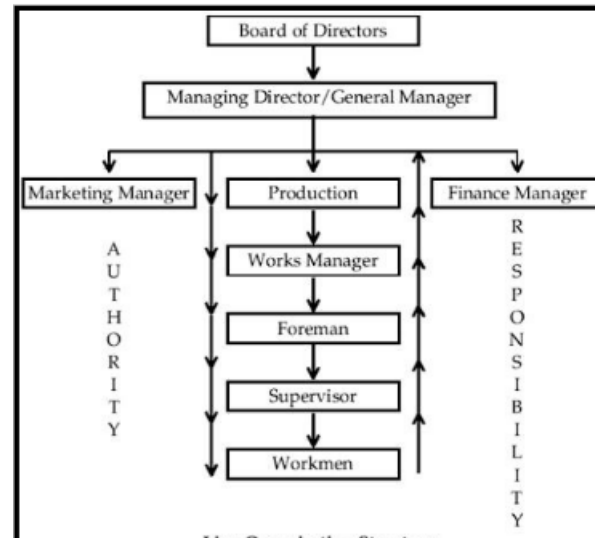 Board of Directors
Managing Director/General Manager
Marketing Manager
Production
Finance Manager
AUTHORITY
RESPONSIBILITY
Works Manager
Foreman
Supervisor
Workmen